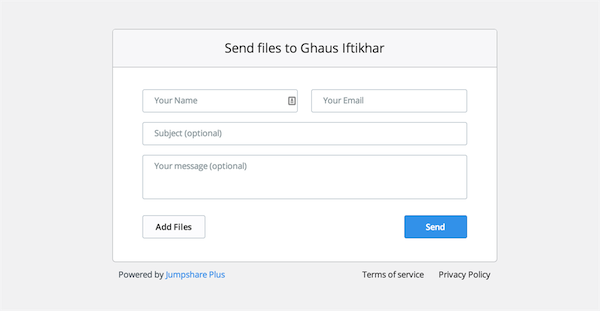 Send files to Ghaus Iftikhar
Your Name Your Email
Subject (optional)
Your message (optional)
Add Files Send
Powered by Jumpshare Plus Terms of service Privacy Policy